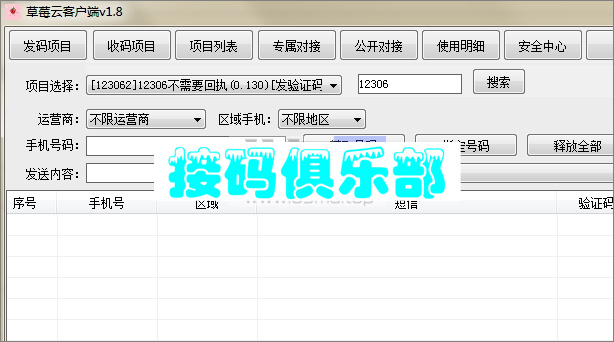 草莓云客户端v1.8
发码项目 收码项目 项目列表 专属对接 公开对接 使用明细 安全中心
项目选择: [123062]12306不需要回执(0.130)[发验证码 12306 搜索
运营商: 不限运营商 区域手机: 不限地区
手机号码: 指定号码 释放全部
发送内容:
接码俱乐部
序号 手机号 区域 短信 验证码